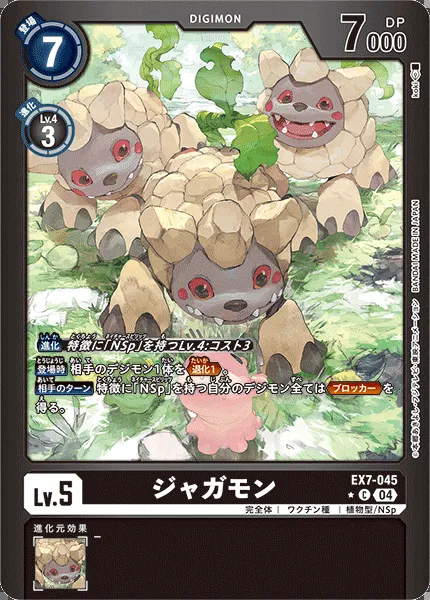 登場
7
DIGIMON
7000
DP
進化
Lv.4
3
進化 特徴に「NSp」を持つLv.4:コスト3
登場時 相手のデジモン1体を 退化1 。
相手のターン 特徴に「NSp」を持つ自分のデジモン全ては ブロッカー を
得る。
BANDAI MADE IN JAPAN
Lv.5
ジャガモン
EX7-045
C 04
完全体 | ワクチン種 | 植物型/NSp
進化元効果